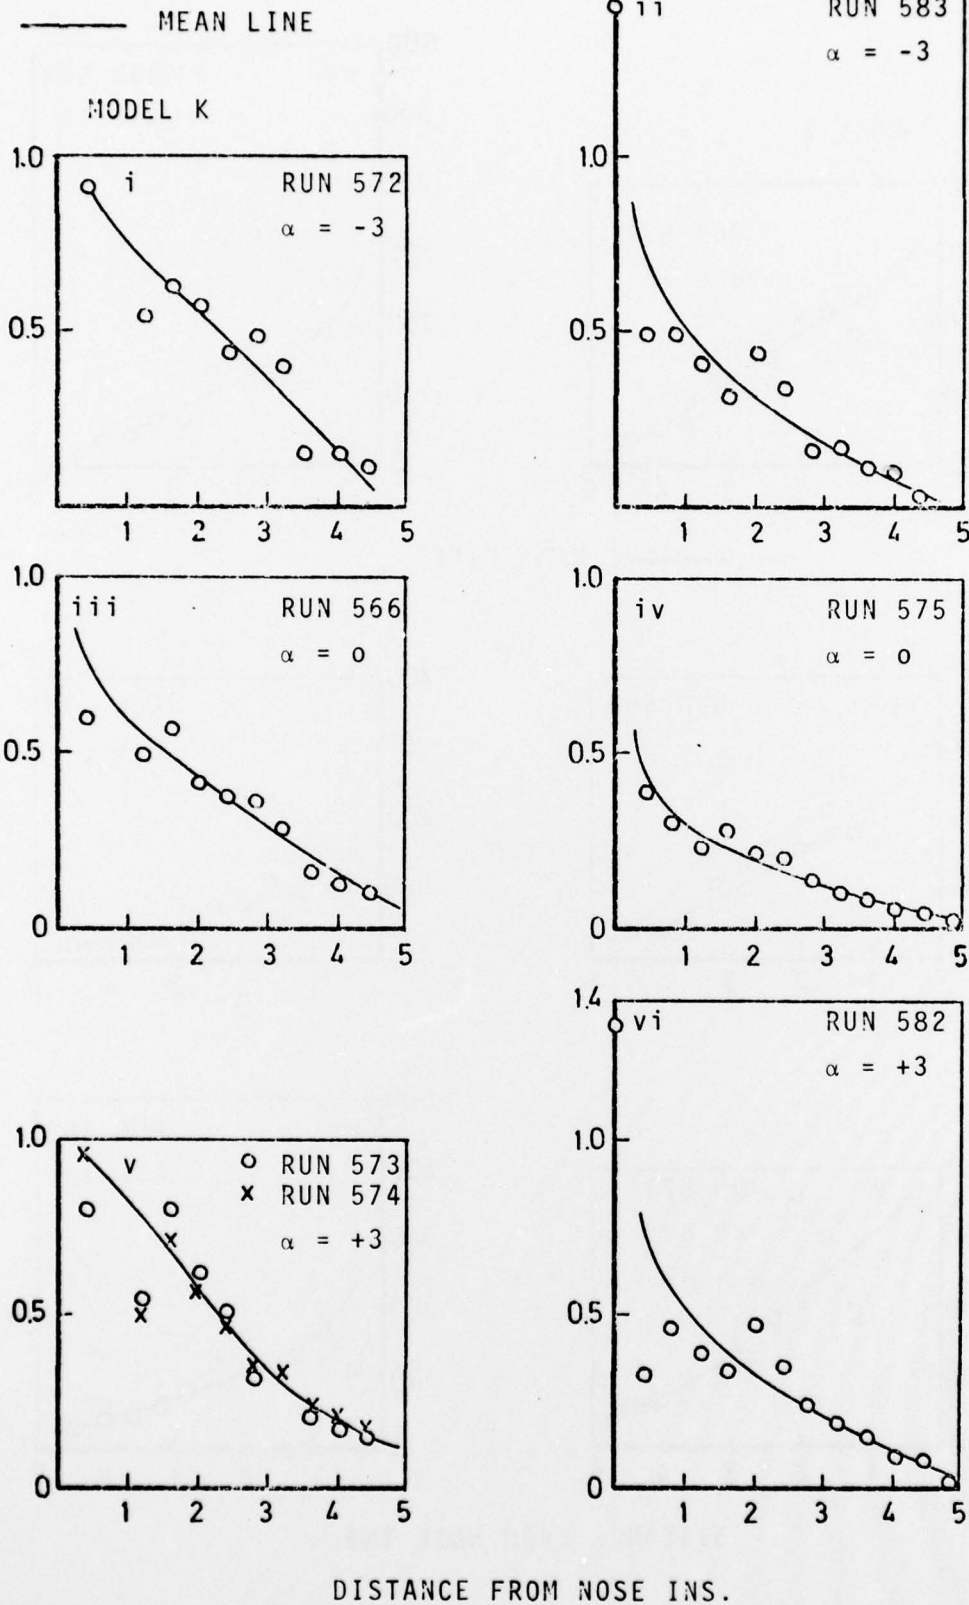 MEAN LINE
MODEL K
ii
RUN 583
α = -3
1.0
0.5
1 2 3 4 5
i
RUN 572
α = -3
1.0
0.5
1 2 3 4 5
iii
RUN 566
α = o
1.0
0.5
0
1 2 3 4 5
iv
RUN 575
α = o
1.0
0.5
0
1 2 3 4 5
v
O RUN 573
x RUN 574
α = +3
1.0
0.5
0
1 2 3 4 5
vi
RUN 582
α = +3
1.4
1.0
0.5
0
1 2 3 4 5
DISTANCE FROM NOSE INS.